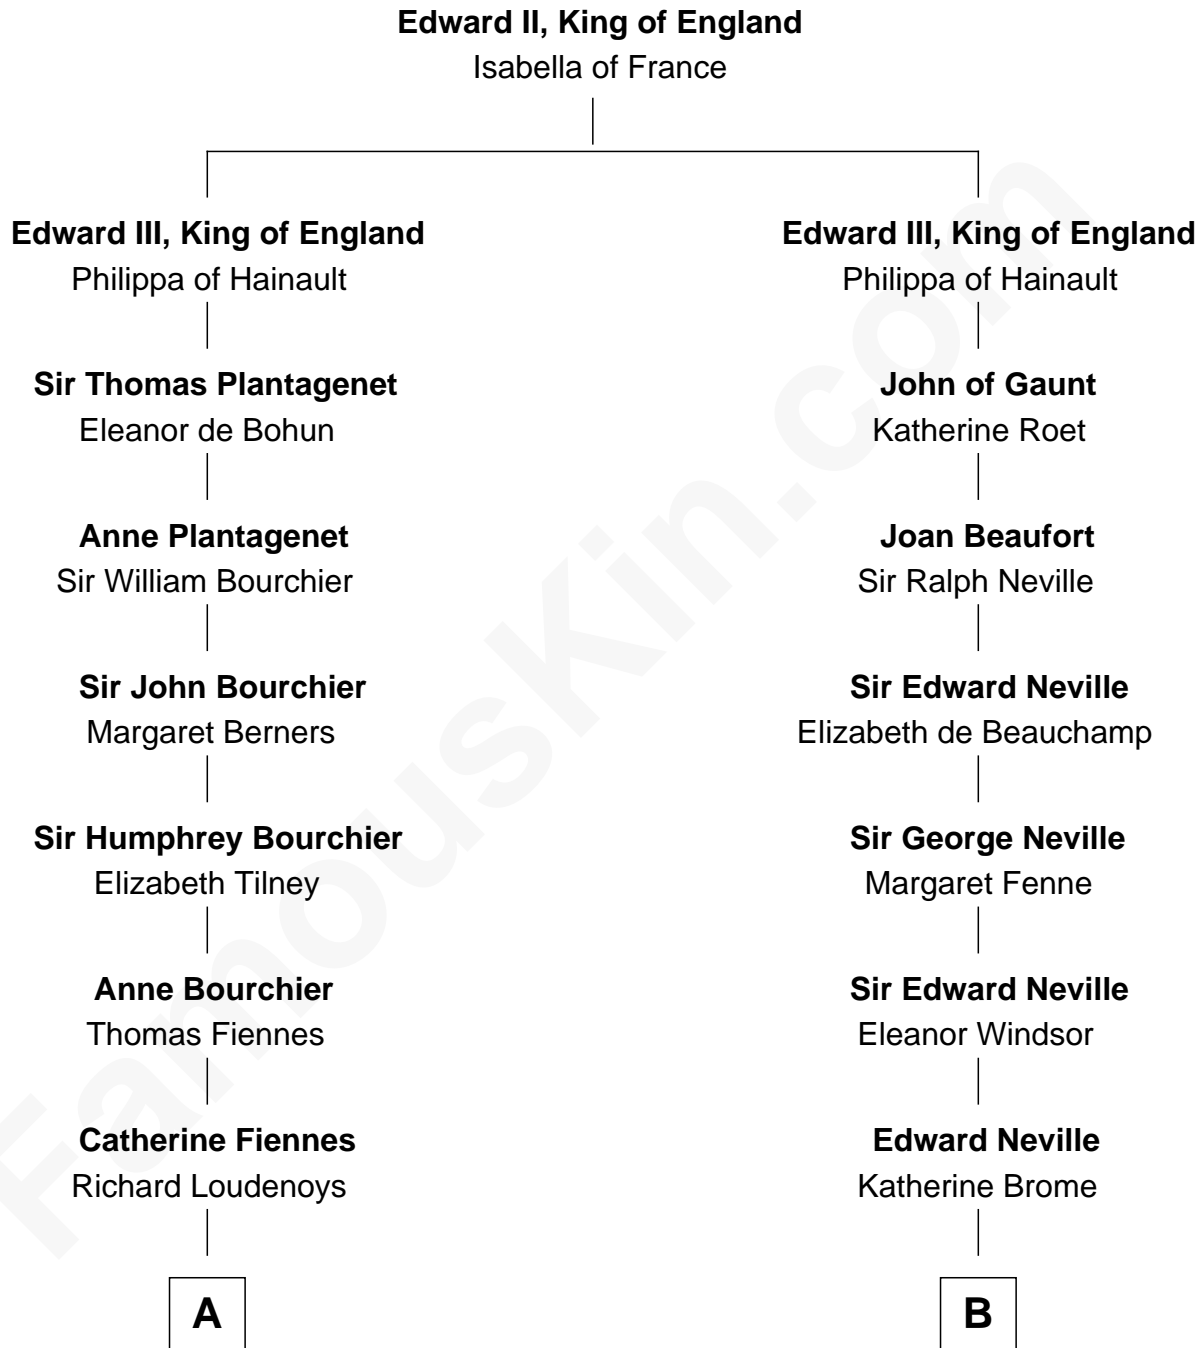 Edward II, King of England
Isabella of France
Edward III, King of England
Philippa of Hainault
Sir Thomas Plantagenet
Eleanor de Bohun
Anne Plantagenet
Sir William Bourchier
Sir John Bourchier
Margaret Berners
Sir Humphrey Bourchier
Elizabeth Tilney
Anne Bourchier
Thomas Fiennes
Catherine Fiennes
Richard Loudenoys
A
Edward III, King of England
Philippa of Hainault
John of Gaunt
Katherine Roet
Joan Beaufort
Sir Ralph Neville
Sir Edward Neville
Elizabeth de Beauchamp
Sir George Neville
Margaret Fenne
Sir Edward Neville
Eleanor Windsor
Edward Neville
Katherine Brome
B
FamousKin.com